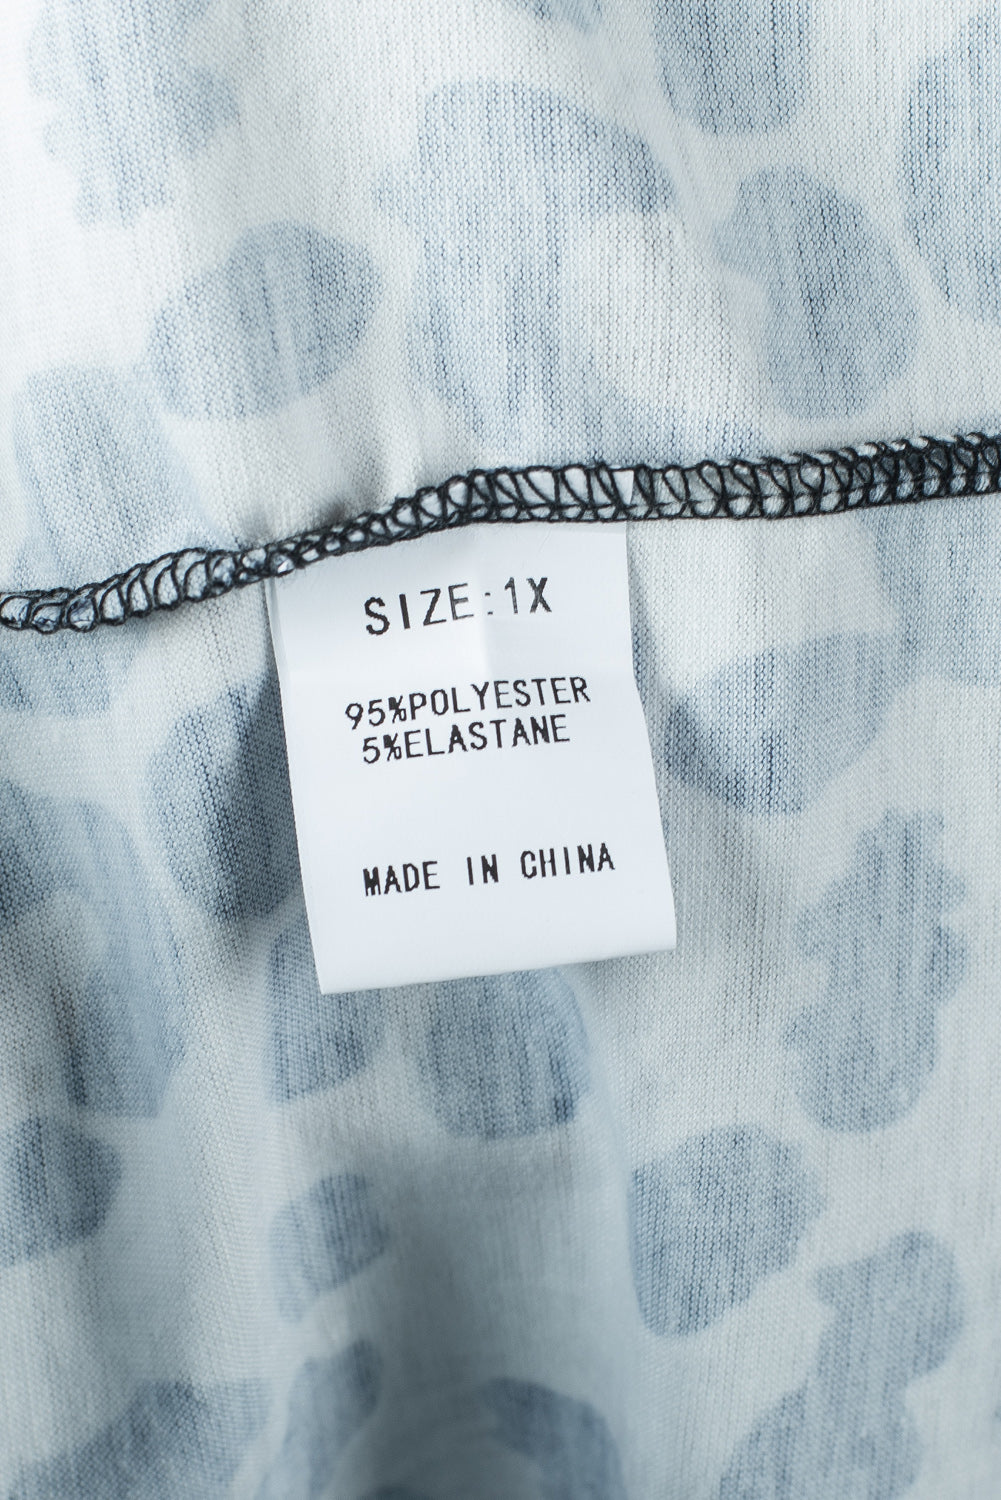 SIZE:1X
95%POLYESTER
5%ELASTANE
MADE IN CHINA